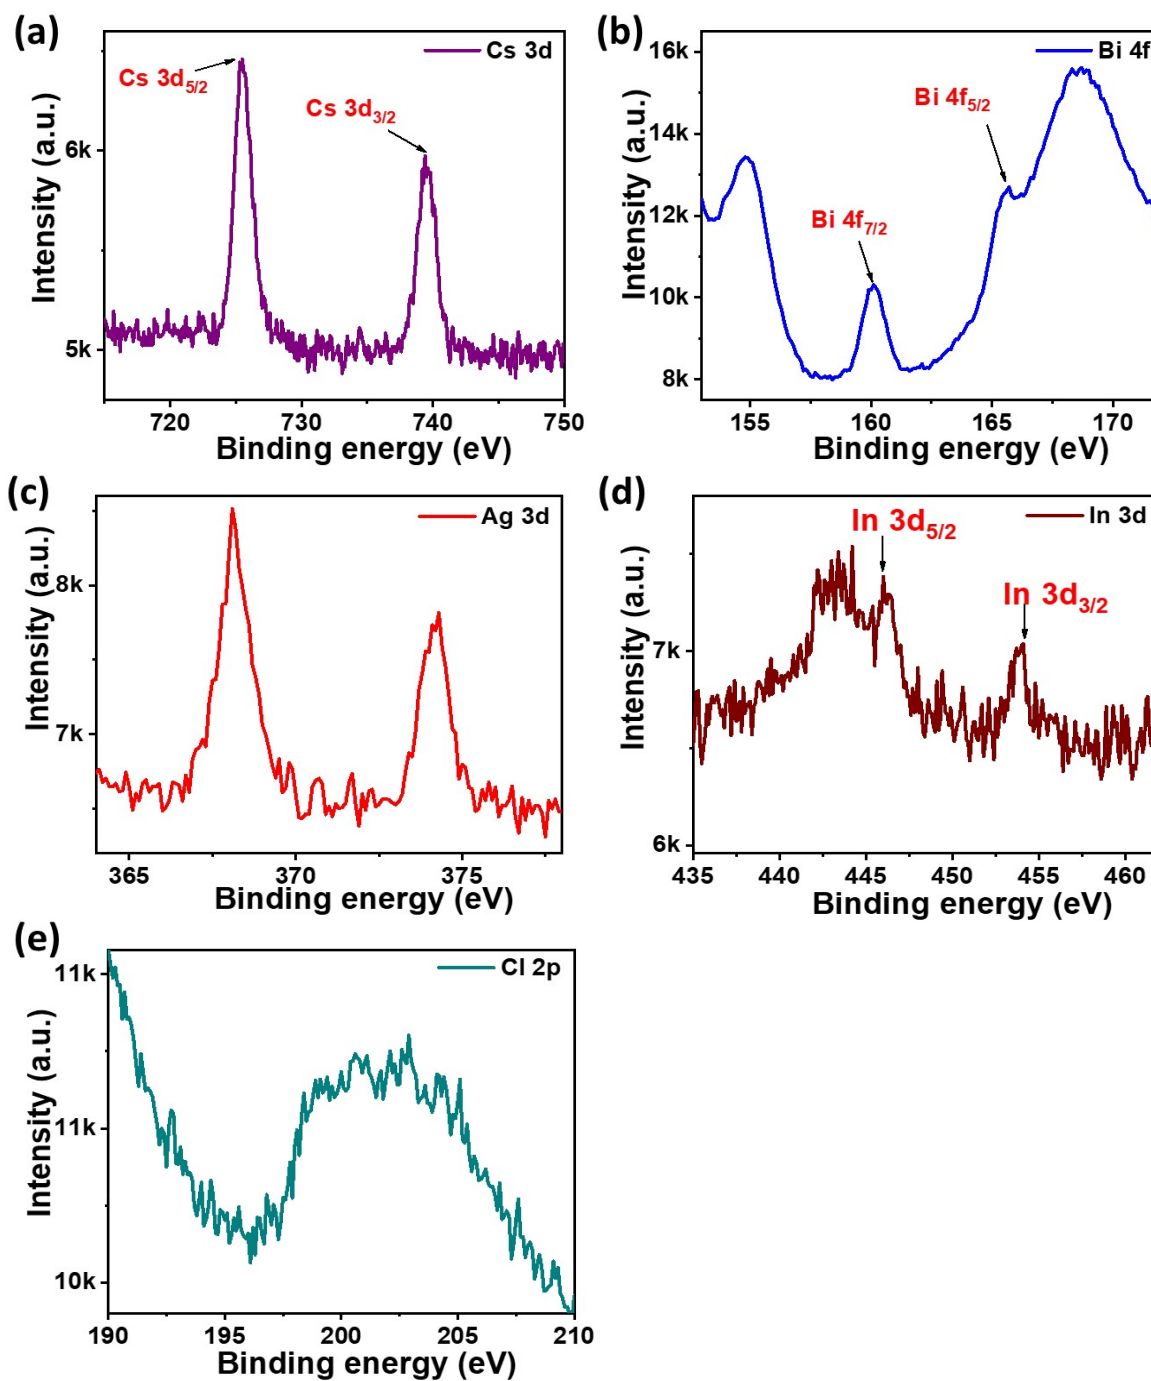 (a)
Cs 3d
Cs 3d5/2
Cs 3d3/2
6k
5k
Intensity (a.u.)
720 730 740 750
Binding energy (eV)
(b)
Bi 4f
Bi 4f5/2
Bi 4f7/2
16k
14k
12k
10k
8k
Intensity (a.u.)
155 160 165 170
Binding energy (eV)
(c)
Ag 3d
8k
7k
Intensity (a.u.)
365 370 375
Binding energy (eV)
(d)
In 3d
In 3d5/2
In 3d3/2
7k
6k
Intensity (a.u.)
435 440 445 450 455 460
Binding energy (eV)
(e)
Cl 2p
11k
11k
10k
Intensity (a.u.)
190 195 200 205 210
Binding energy (eV)